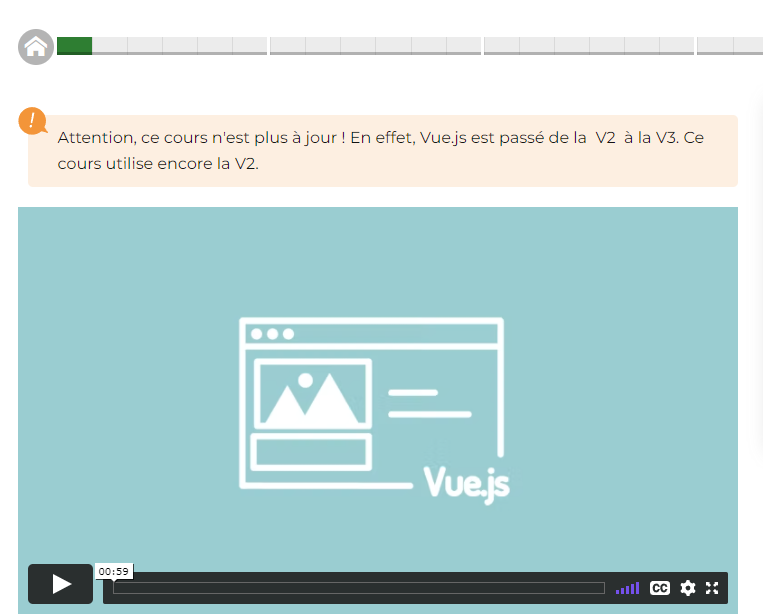 !
Attention, ce cours n'est plus à jour ! En effet, Vue.js est passé de la V2 à la V3. Ce
cours utilise encore la V2.
Vue.js
00:59
CC